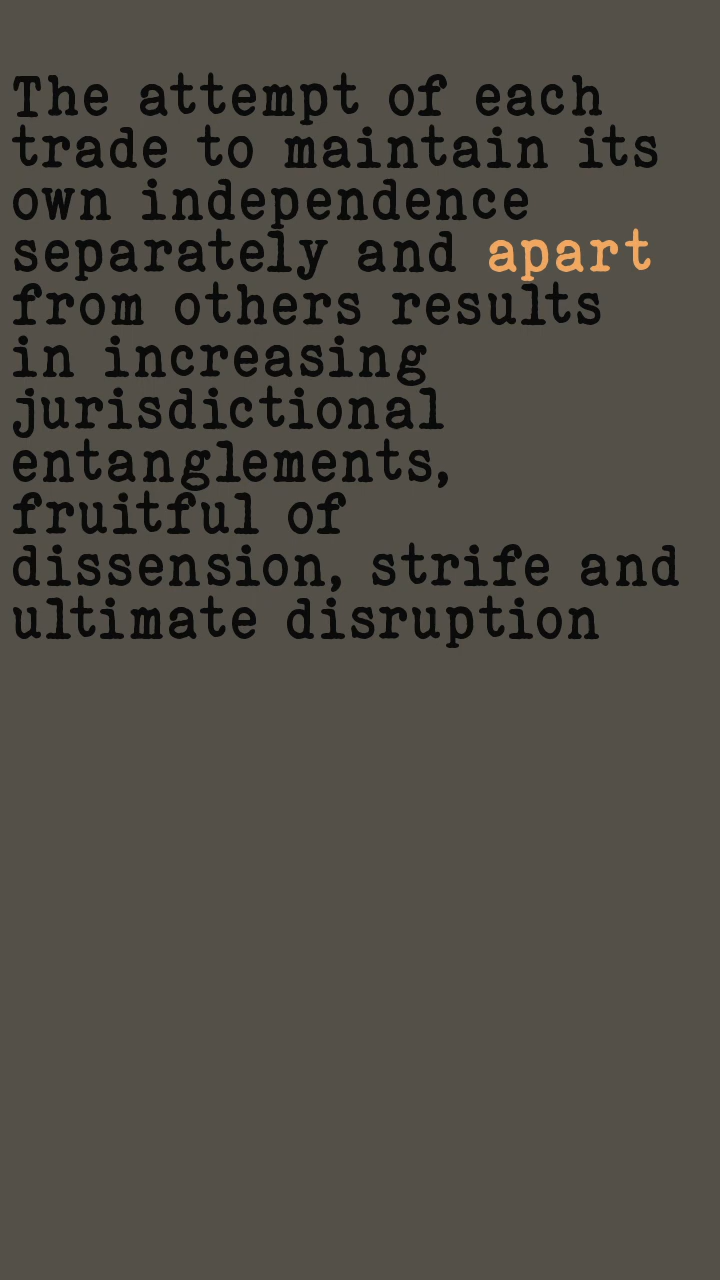 The attempt of each
trade to maintain its
own independence
separately and apart
from others results
in increasing
jurisdictional
entanglements,
fruitful of
dissension, strife and
ultimate disruption